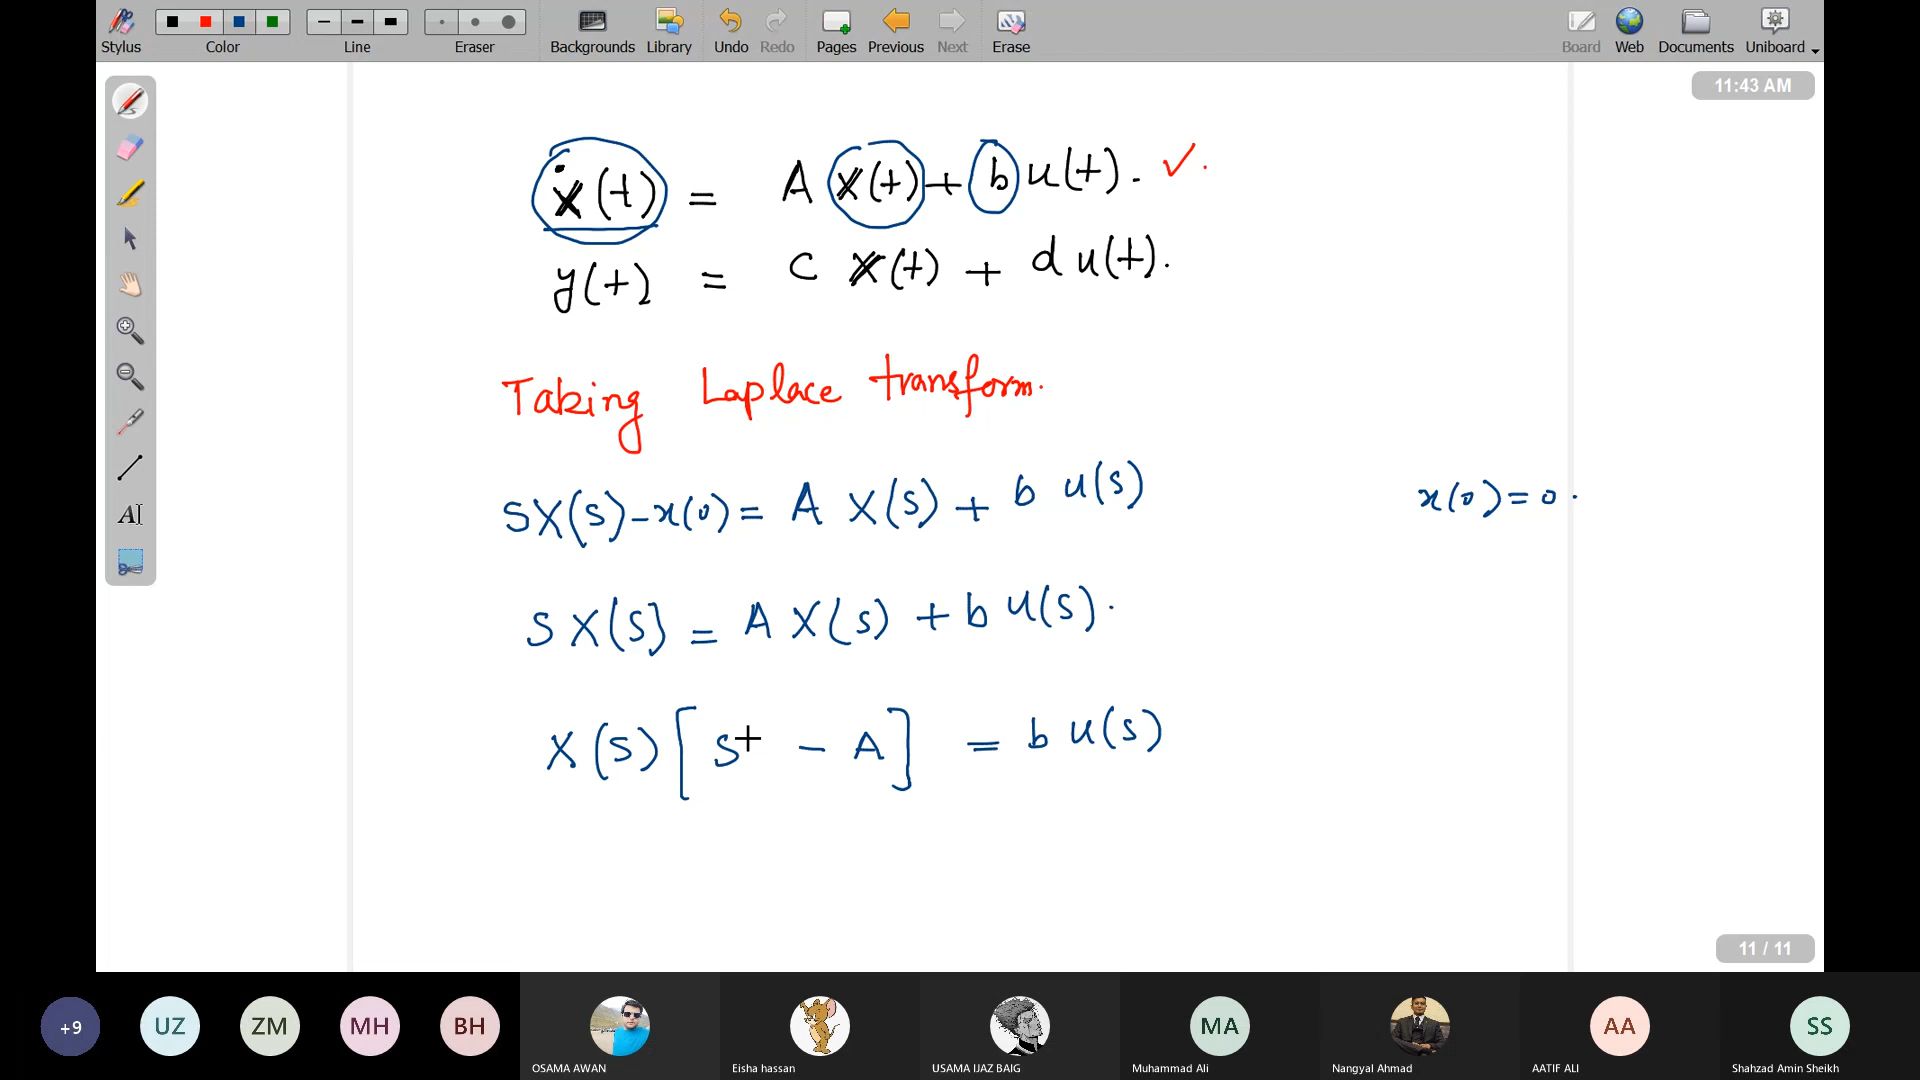 Stylus Color Line Eraser Backgrounds Library Undo Redo Pages Previous Next Erase Board Web Documents Uniboard
11:43 AM
ẋ(t) = A x(t) + b u(t). ✓.
y(t) = C x(t) + d u(t).
Taking Laplace transform.
SX(S) - x(0) = A X(S) + b u(s)
x(0) = 0.
S X(S) = A X(S) + b u(s).
X(S) [S - A] = b u(s)
11 / 11
+9 UZ ZM MH BH MA AA SS
OSAMA AWAN Eisha hassan USAMA IJAZ BAIG Muhammad Ali Nangyal Ahmad AATIF ALI Shahzad Amin Sheikh